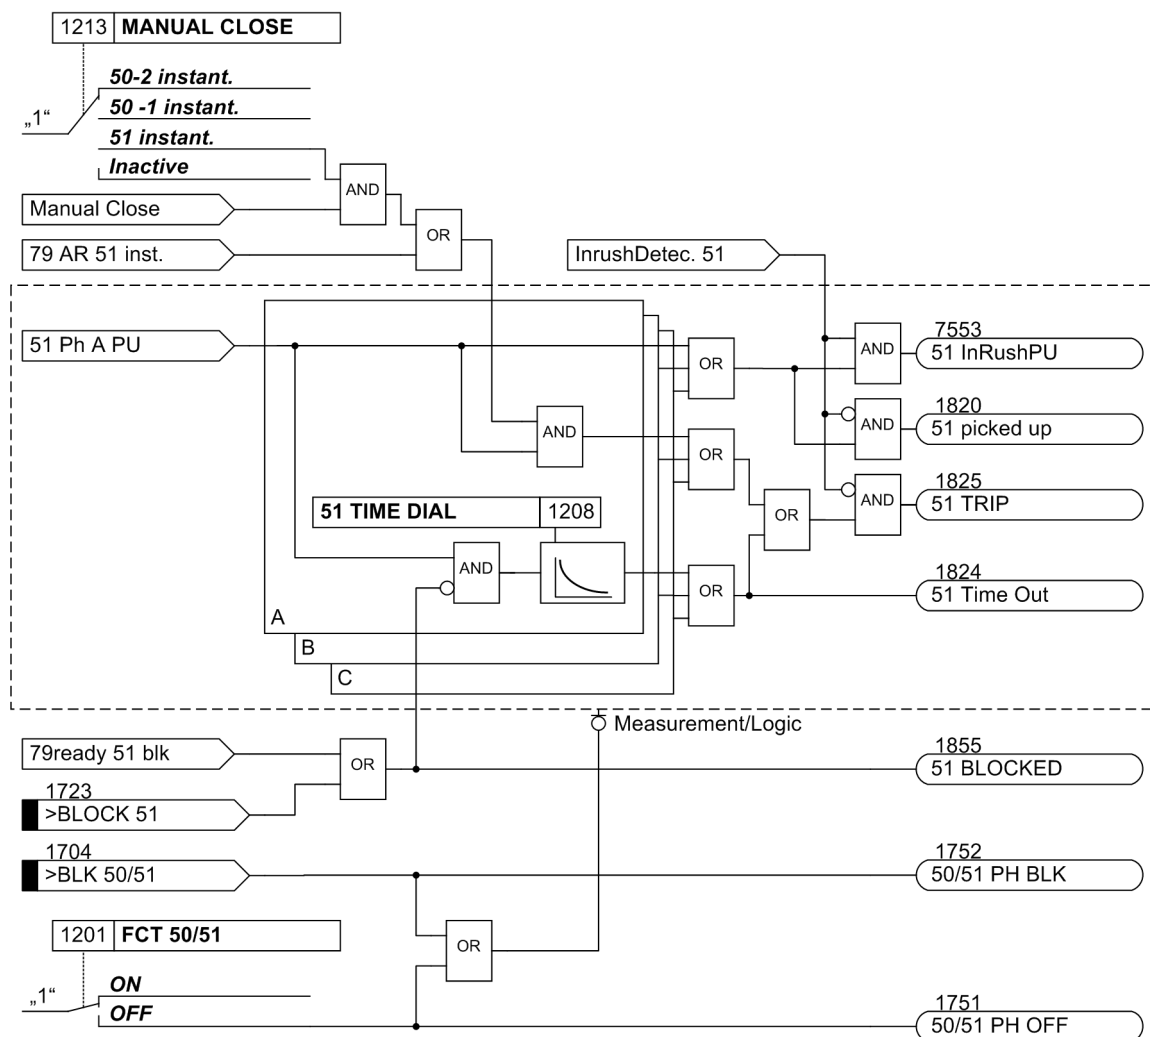 1213 MANUAL CLOSE
50-2 instant.
„1“
50 -1 instant.
51 instant.
Inactive
AND
Manual Close
OR
79 AR 51 inst.
InrushDetec. 51
51 Ph A PU
OR
AND
7553
51 InRushPU
AND
1820
51 picked up
AND
OR
51 TIME DIAL 1208
OR
AND
1825
51 TRIP
AND
OR
1824
51 Time Out
A
B
C
Measurement/Logic
79ready 51 blk
OR
1855
51 BLOCKED
1723
>BLOCK 51
1704
>BLK 50/51
1752
50/51 PH BLK
1201 FCT 50/51
OR
„1“
ON
OFF
1751
50/51 PH OFF